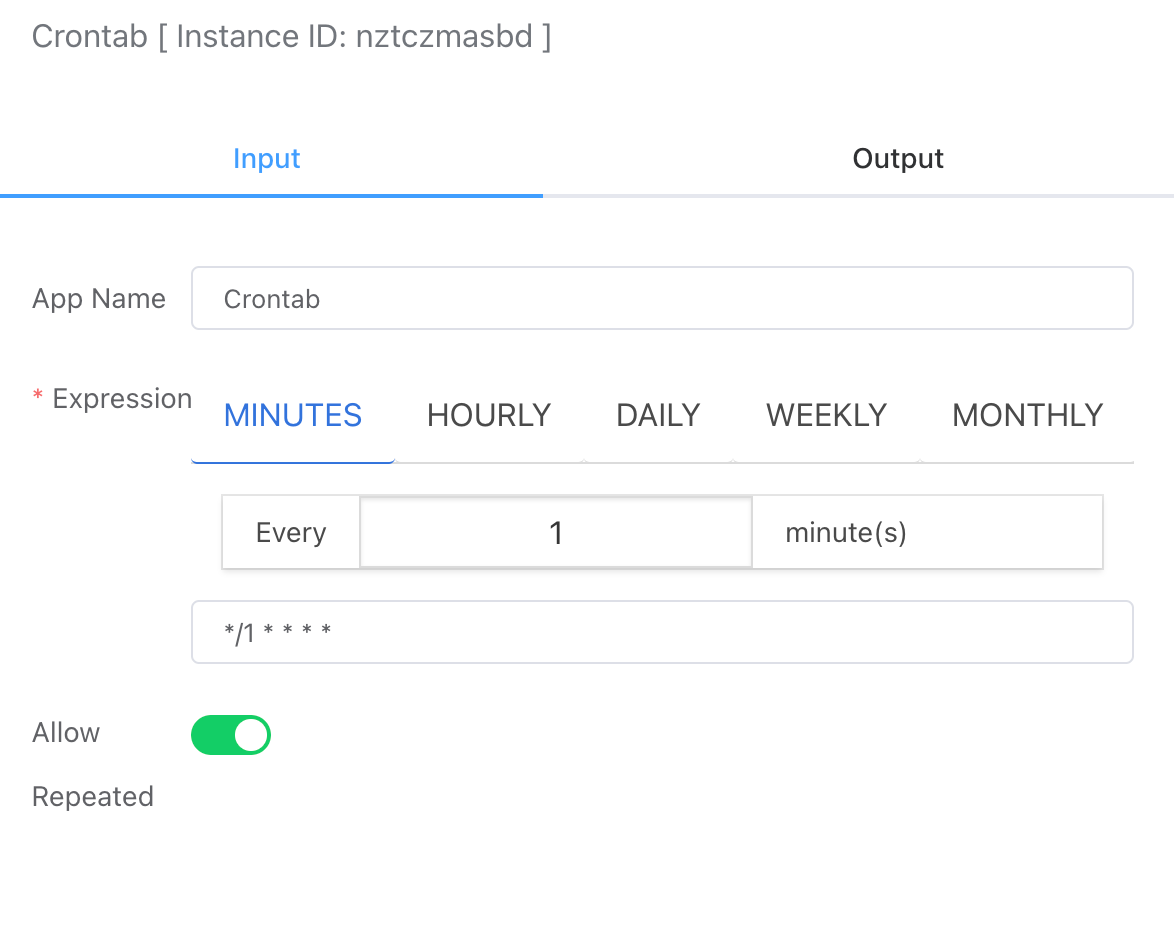 Crontab [ Instance ID: nztczmasbd ]
Input Output
App Name Crontab
* Expression MINUTES HOURLY DAILY WEEKLY MONTHLY
Every 1 minute(s)
*/1 * * * *
Allow
Repeated